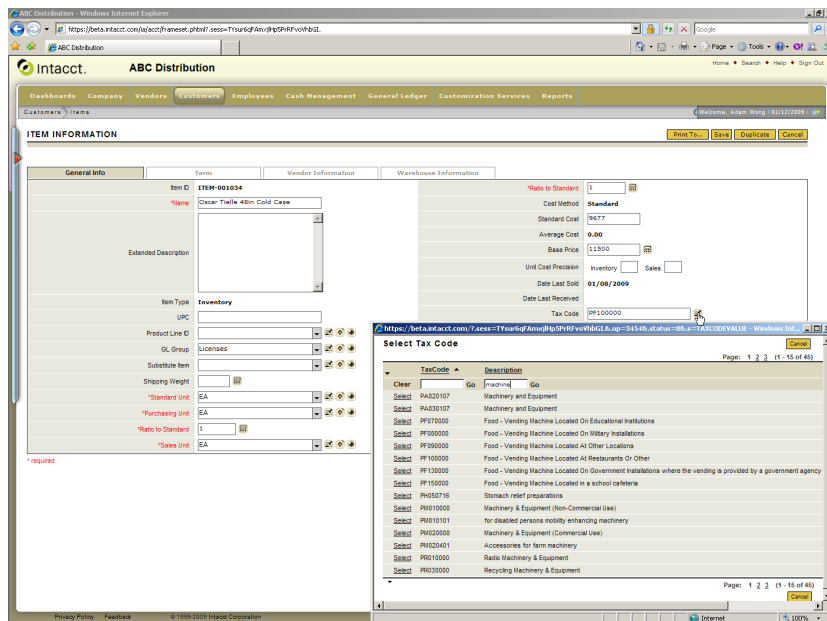 ABC Distribution - Windows Internet Explorer
https://beta.intacct.com/ia/acct/frameset.phtml?.sess=TYsur6qFAmxjlHp5PrRFvoVhbGI.
Google
ABC Distribution
Page Tools
Intacct. ABC Distribution
Home Search Help Sign Out
Dashboards Company Vendors Customers Employees Cash Management General Ledger Customization Services Reports
Customers Items
Welcome, Adam Wong | 01/12/2009
ITEM INFORMATION
Print To... Save Duplicate Cancel
General Info Term Vendor Information Warehouse Information
Item ID ITEM-001034
*Name Oscar Tielle 48in Cold Case
Extended Description
Item Type Inventory
UPC
Product Line ID
GL Group Licenses
Substitute Item
Shipping Weight
*Standard Unit EA
*Purchasing Unit EA
*Ratio to Standard 1
*Sales Unit EA
* required
*Ratio to Standard 1
Cost Method Standard
Standard Cost 9677
Average Cost 0.00
Base Price 11500
Unit Cost Precision Inventory Sales
Date Last Sold 01/08/2009
Date Last Received
Tax Code PF100000
https://beta.intacct.com/?.sess=TYsur6qFAmxjlHp5PrRFvoVhbGI.&.op=3454&.status=0&.s=TAXCODEVALUE - Windows Int...
Select Tax Code
Cancel
Page: 1 2 3 (1 - 15 of 45)
TaxCode Description
Clear Go machine Go
Select PA020107 Machinery and Equipment
Select PA030107 Machinery and Equipment
Select PF070000 Food - Vending Machine Located On Educational Institutions
Select PF080000 Food - Vending Machine Located On Military Installations
Select PF090000 Food - Vending Machine Located At Other Locations
Select PF100000 Food - Vending Machine Located At Restaurants Or Other
Select PF130000 Food - Vending Machine Located On Government Installations where the vending is provided by a government agency
Select PF150000 Food - Vending Machine Located in a school cafeteria
Select PH050716 Stomach relief preparations
Select PM010000 Machinery & Equipment (Non-Commercial Use)
Select PM010101 for disabled persons mobility enhancing machinery
Select PM020000 Machinery & Equipment (Commercial Use)
Select PM020401 Accessories for farm machinery
Select PR010000 Radio Machinery & Equipment
Select PR030000 Recycling Machinery & Equipment
Page: 1 2 3 (1 - 15 of 45)
Cancel
Internet 100%
Privacy Policy Feedback © 1999-2009 Intacct Corporation